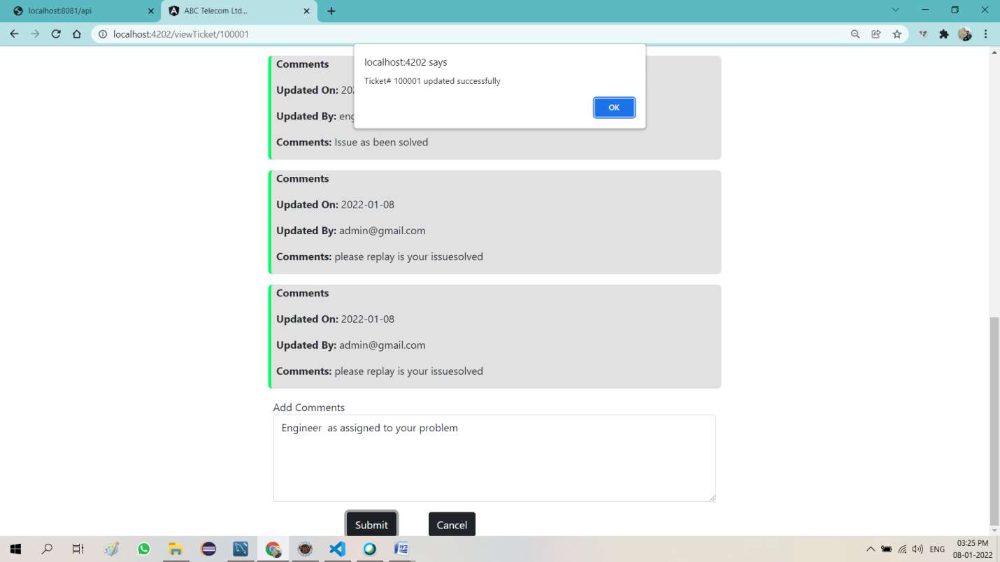 localhost:8081/api
ABC Telecom Ltd...
localhost:4202/viewTicket/100001
localhost:4202 says
Ticket# 100001 updated successfully
OK
Comments
Updated On:
Updated By:
Comments: Issue as been solved
Comments
Updated On: 2022-01-08
Updated By: admin@gmail.com
Comments: please replay is your issuesolved
Comments
Updated On: 2022-01-08
Updated By: admin@gmail.com
Comments: please replay is your issuesolved
Add Comments
Engineer  as assigned to your problem
Submit
Cancel
ENG
03:25 PM
08-01-2022